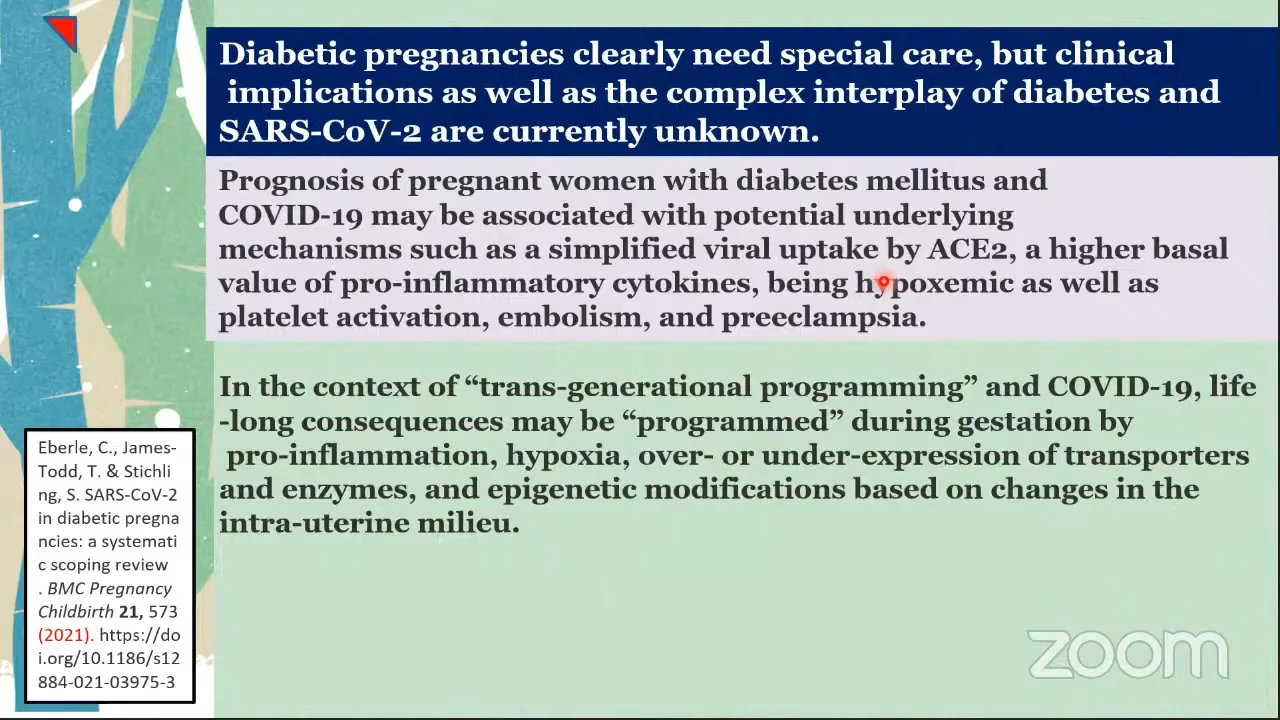 Diabetic pregnancies clearly need special care, but clinical
implications as well as the complex interplay of diabetes and
SARS-CoV-2 are currently unknown.
Prognosis of pregnant women with diabetes mellitus and
COVID-19 may be associated with potential underlying
mechanisms such as a simplified viral uptake by ACE2, a higher basal
value of pro-inflammatory cytokines, being hypoxemic as well as
platelet activation, embolism, and preeclampsia.
In the context of “trans-generational programming” and COVID-19, life
-long consequences may be “programmed” during gestation by
pro-inflammation, hypoxia, over- or under-expression of transporters
and enzymes, and epigenetic modifications based on changes in the
intra-uterine milieu.
Eberle, C., James-
Todd, T. & Stichli
ng, S. SARS-CoV-2
in diabetic pregna
ncies: a systemati
c scoping review
. BMC Pregnancy
Childbirth 21, 573
(2021). https://do
i.org/10.1186/s12
884-021-03975-3
zoom